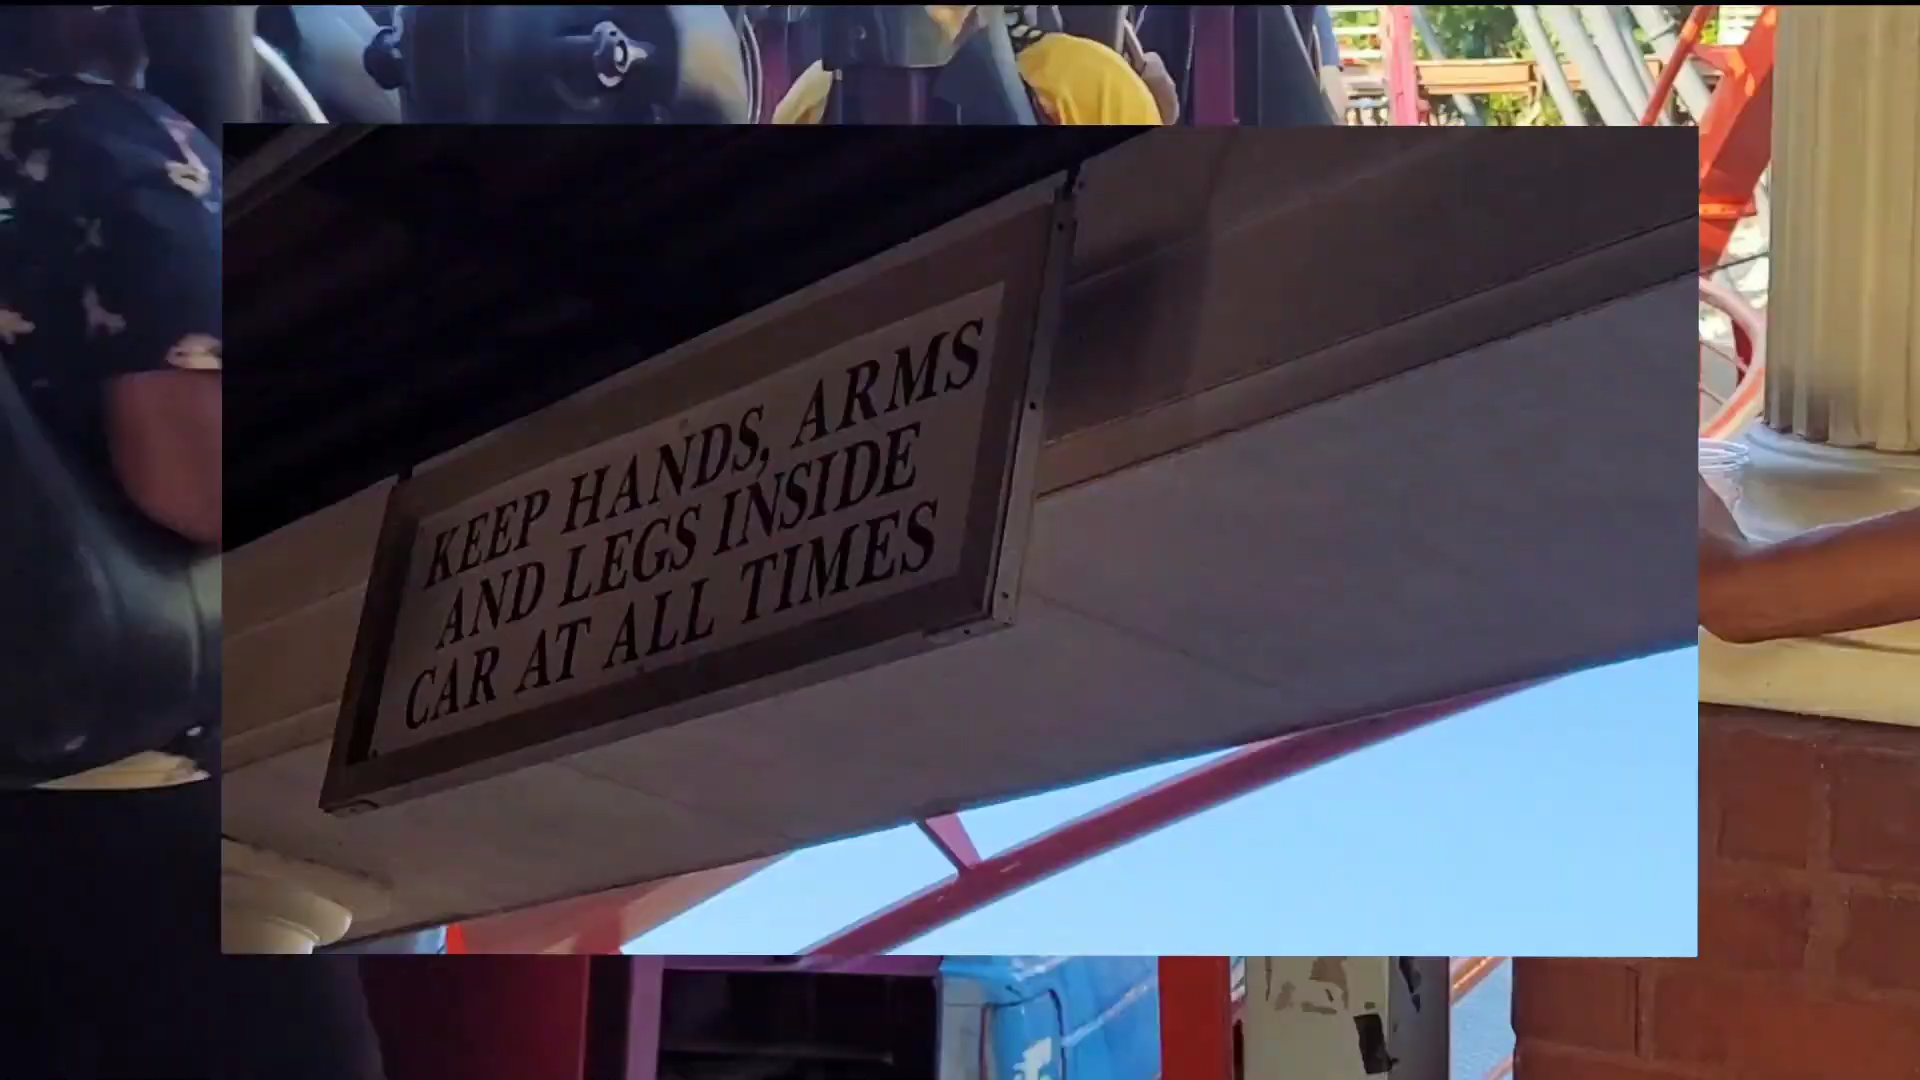 KEEP HANDS, ARMS
AND LEGS INSIDE
CAR AT ALL TIMES